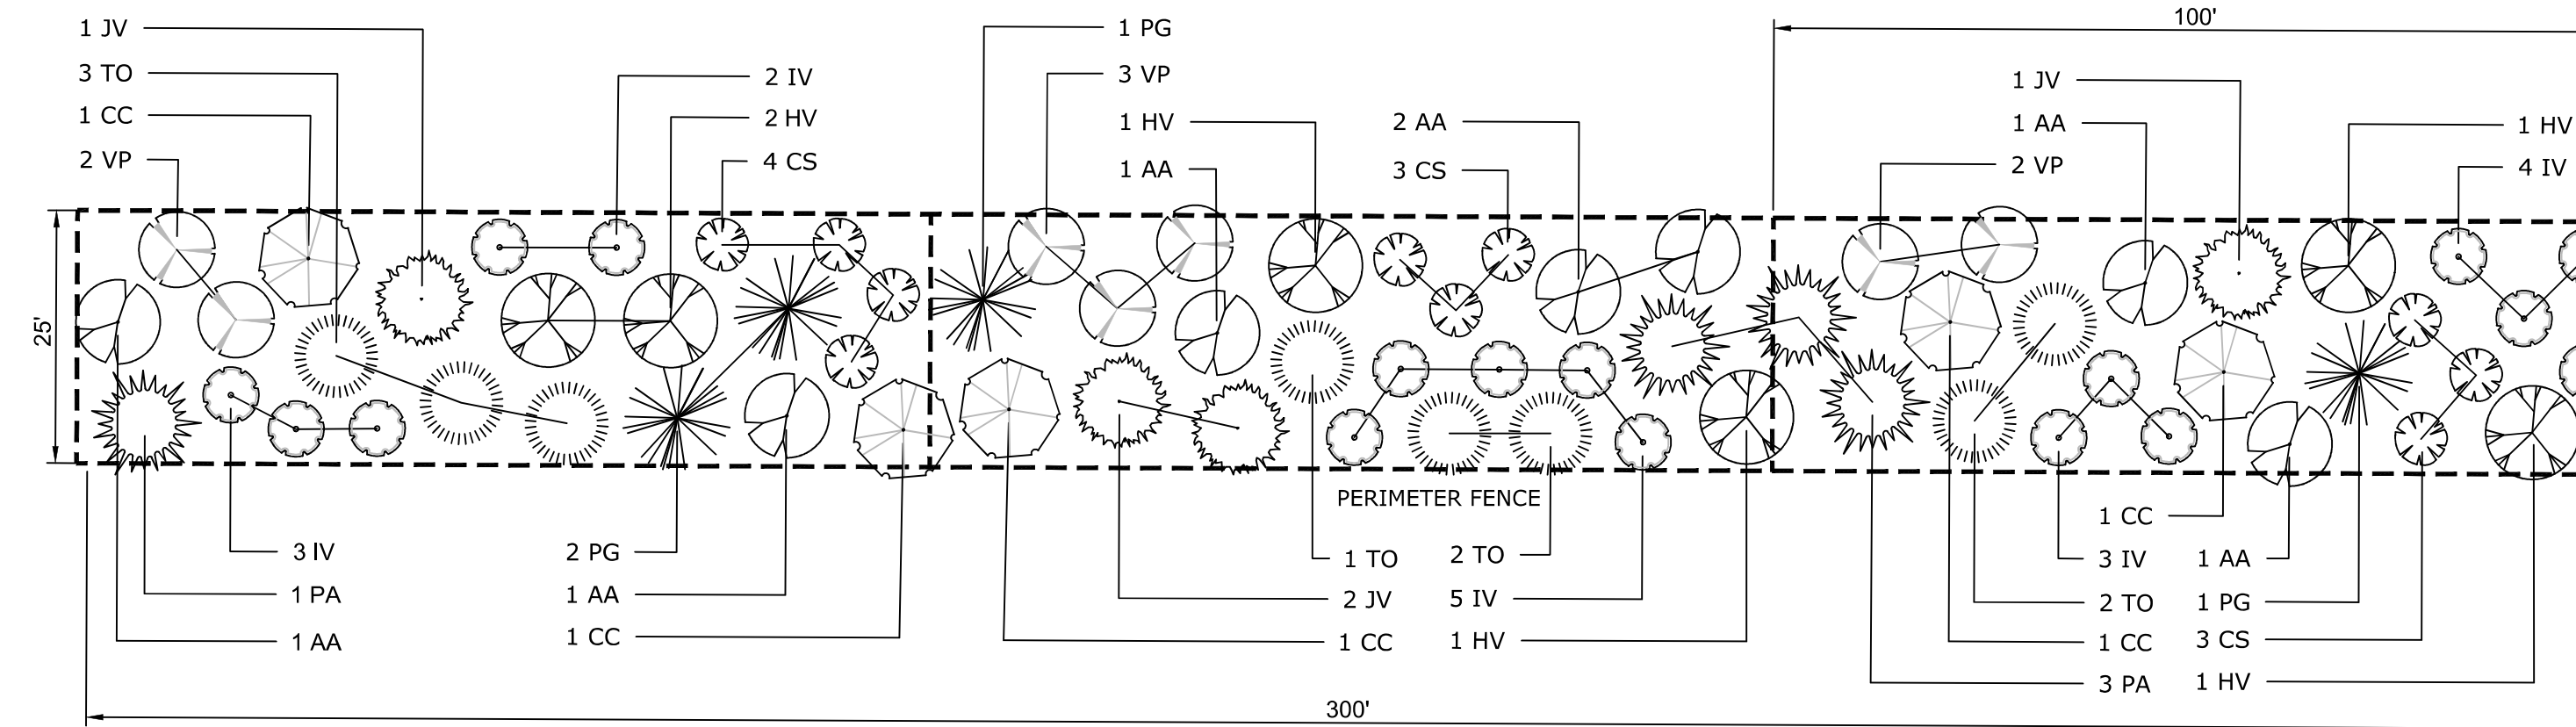 100'
1 JV
3 TO
1 CC
2 VP
2 IV
2 HV
4 CS
1 PG
3 VP
1 HV
1 AA
2 AA
3 CS
1 JV
1 AA
2 VP
1 HV
4 IV
25'
PERIMETER FENCE
3 IV
1 PA
1 AA
2 PG
1 AA
1 CC
1 TO
2 JV
1 CC
2 TO
5 IV
1 HV
1 CC
3 IV
2 TO
1 CC
3 PA
1 AA
1 PG
3 CS
1 HV
300'